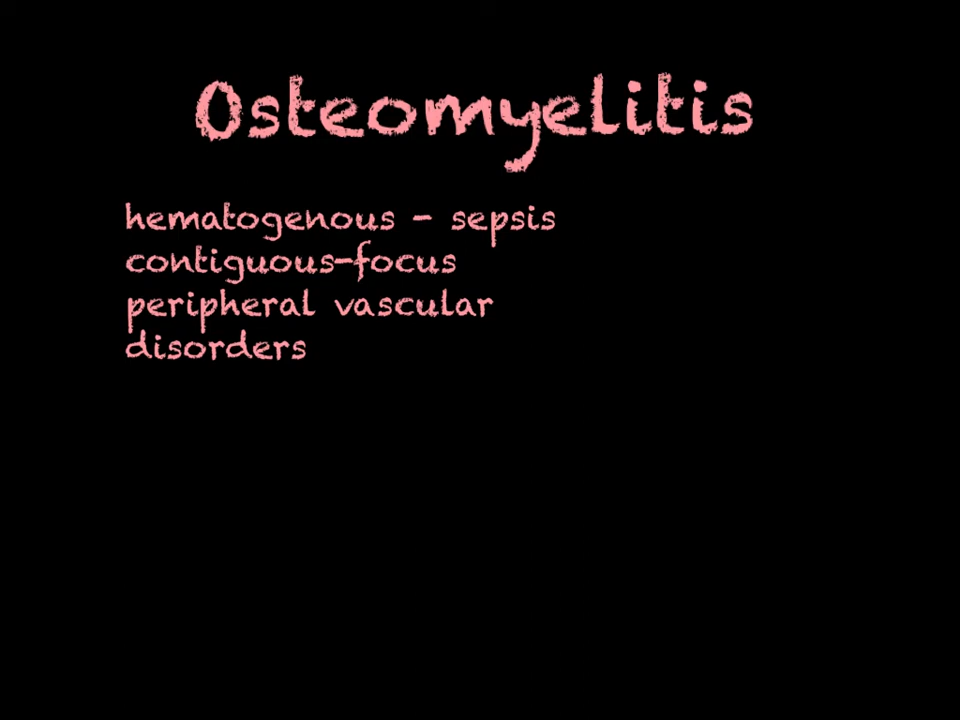 Osteomyelitis
hematogenous - sepsis
contiguous-focus
peripheral vascular
disorders